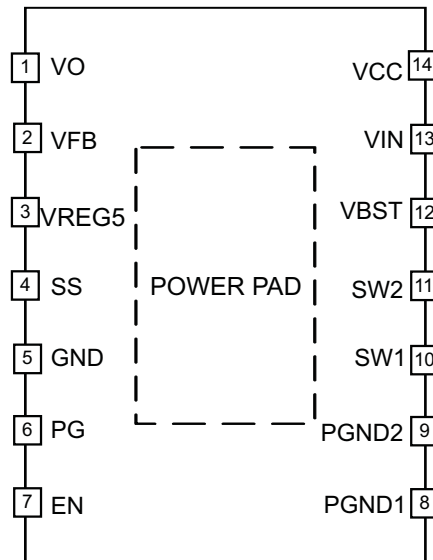 1 VO
2 VFB
3 VREG5
4 SS
5 GND
6 PG
7 EN
POWER PAD
VCC 14
VIN 13
VBST 12
SW2 11
SW1 10
PGND2 9
PGND1 8